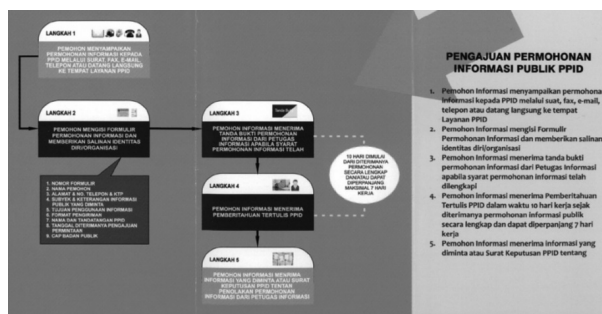 LANGKAH 1
PEMOHON MENYAMPAIKAN
PERMOHONAN INFORMASI KEPADA
PPID MELALUI SURAT, FAX, E-MAIL,
TELEPON ATAU DATANG LANGSUNG
KE TEMPAT LAYANAN PPID
LANGKAH 2
PEMOHON MENGISI FORMULIR
PERMOHONAN INFORMASI DAN
MEMBERIKAN SALINAN IDENTITAS
DIRI/ORGANISASI
1. NOMOR FORMULIR
2. NAMA PEMOHON
3. ALAMAT & NO. TELEPON & KTP
4. SUBYEK & KETERANGAN INFORMASI
PUBLIK YANG DIMINTA
5. TUJUAN PENGGUNAAN INFORMASI
6. FORMAT PENGIRIMAN
7. NAMA DAN TANDATANGAN PPID
8. TANGGAL DITERIMANYA PENGAJUAN
PERMINTAAN
9. CAP BADAN PUBLIK
LANGKAH 3
PEMOHON INFORMASI MENERIMA
TANDA BUKTI PERMOHONAN
INFORMASI DARI PETUGAS
INFORMASI APABILA SYARAT
PERMOHONAN INFORMASI TELAH
LANGKAH 4
PEMOHON INFORMASI MENERIMA
PEMBERITAHUAN TERTULIS PPID
10 HARI DIMULAI
DARI DITERIMANYA
PERMOHONAN
SECARA LENGKAP
DAPAT
DIPERPANJANG
MAKSIMAL 7 HARI
KERJA
LANGKAH 5
PEMOHON INFORMASI MENRIMA
INFORMASI YANG DIMINTA ATAU SURAT
KEPUTUSAN PPID TENTAN
PENOLAKAN PERMOHONAN
INFORMASI DARI PETUGAS INFORMASI
PENGAJUAN PERMOHONAN
INFORMASI PUBLIK PPID
1. Pemohon Informasi menyampaikan permohona
informasi kepada PPID melalui suat, fax, e-mail,
telepon atau datang langsung ke tempat
Layanan PPID
2. Pemohon Informasi mengisi Formulir
Permohonan Informasi dan memberikan salinan
identitas diri/organisasi
3. Pemohon Informasi menerima tanda bukti
permohonan informasi dari Petugas Informasi
apabila syarat permohonan informasi telah
dilengkapi
4. Pemohon Informasi menerima Pemberitahuan
Tertulis PPID dalam waktu 10 hari kerja sejak
diterimanya permohonan informasi publik
secara lengkap dan dapat diperpanjang 7 hari
kerja
5. Pemohon Informasi menerima informasi yang
diminta atau Surat Keputusan PPID tentang